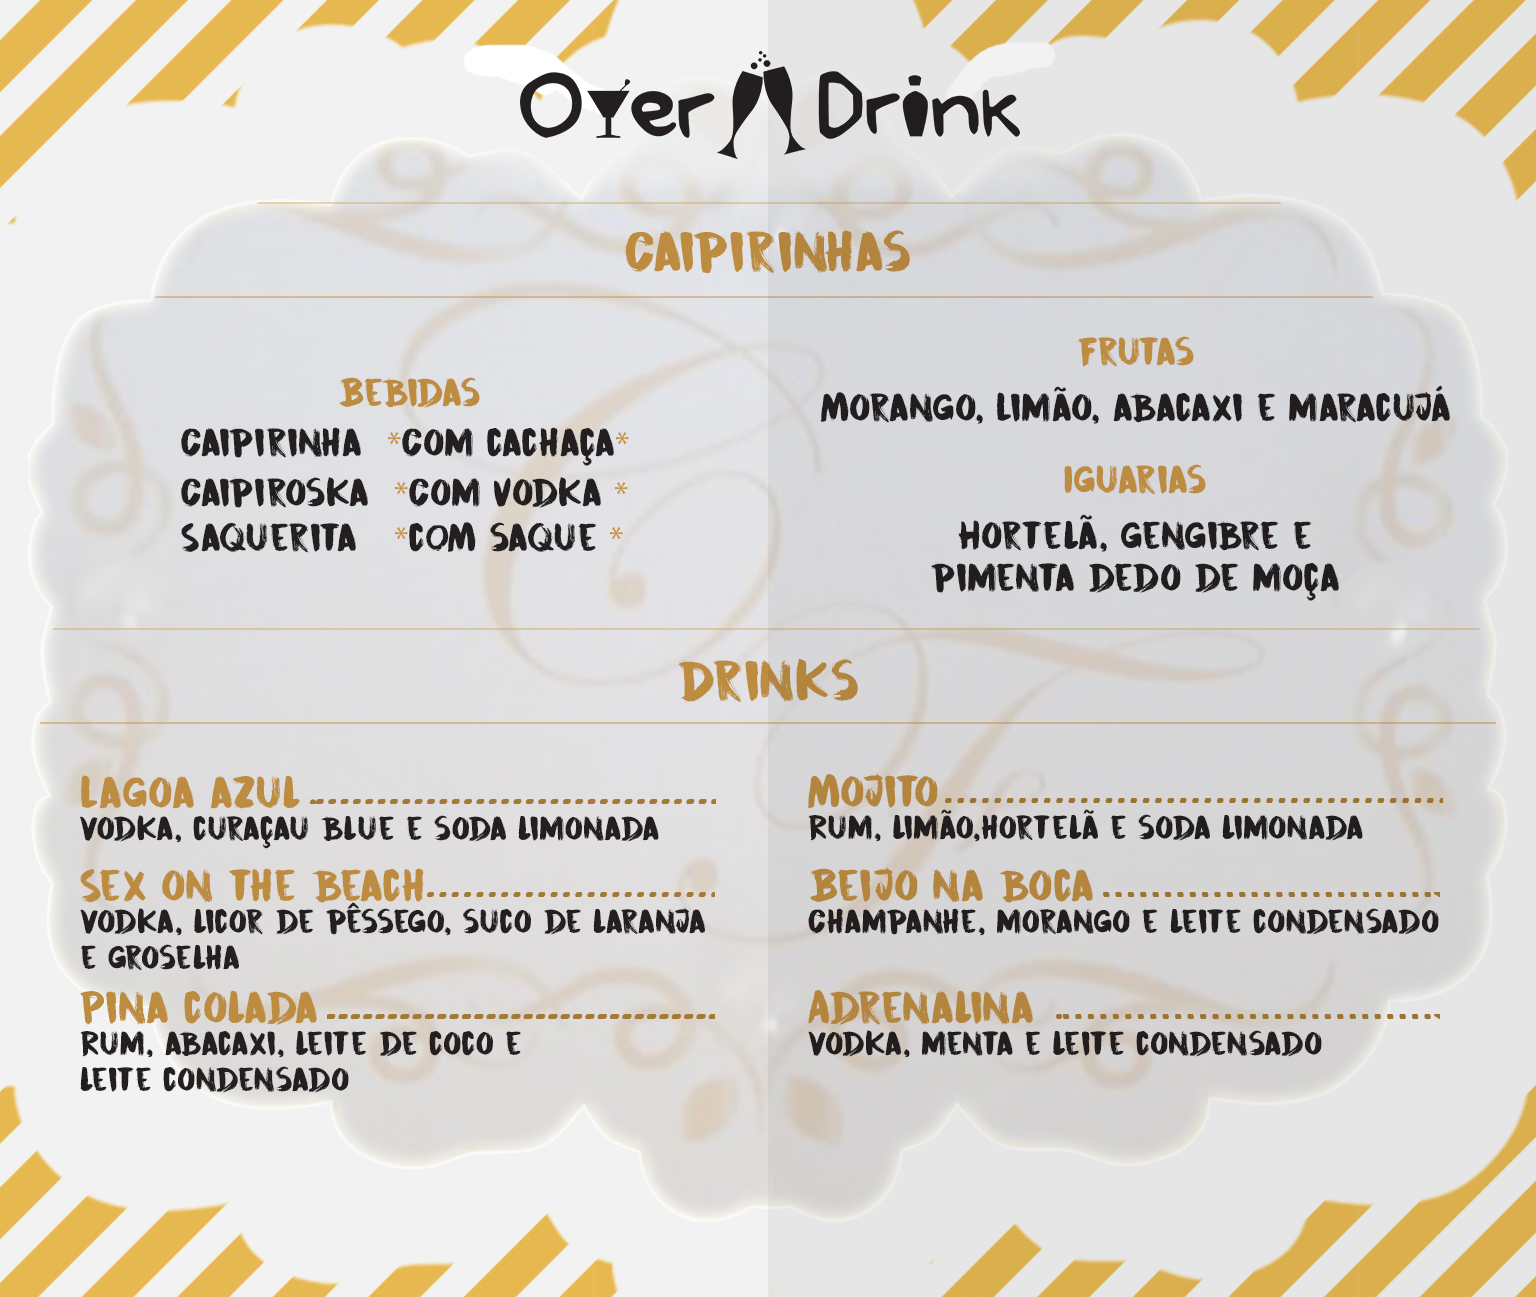 Over Drink
CAIPIRINHAS
BEBIDAS
CAIPIRINHA *COM CACHAÇA*
CAIPIROSKA *COM VODKA *
SAQUERITA *COM SAQUE *
FRUTAS
MORANGO, LIMÃO, ABACAXI E MARACUJÁ
IGUARIAS
HORTELÃ, GENGIBRE E
PIMENTA DEDO DE MOÇA
DRINKS
LAGOA AZUL
VODKA, CURAÇAU BLUE E SODA LIMONADA
SEX ON THE BEACH
VODKA, LICOR DE PÊSSEGO, SUCO DE LARANJA
E GROSELHA
PINA COLADA
RUM, ABACAXI, LEITE DE COCO E
LEITE CONDENSADO
MOJITO
RUM, LIMÃO,HORTELÃ E SODA LIMONADA
BEIJO NA BOCA
CHAMPANHE, MORANGO E LEITE CONDENSADO
ADRENALINA
VODKA, MENTA E LEITE CONDENSADO